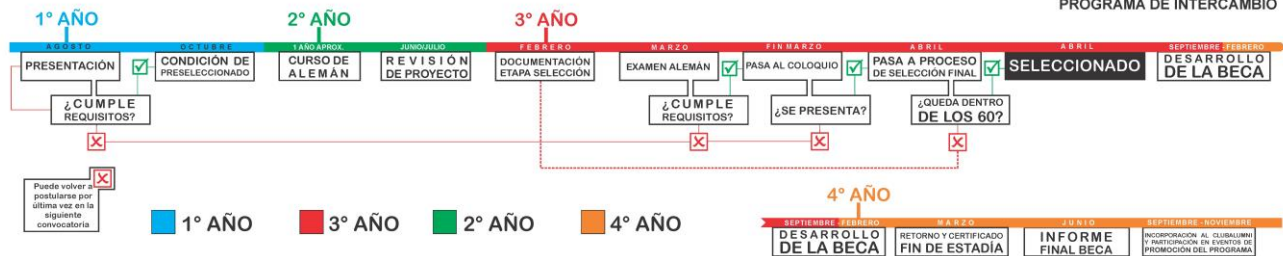 PROGRAMA DE INTERCAMBIO
1° AÑO
2° AÑO
3° AÑO
AGOSTO
OCTUBRE
1 AÑO APROX.
JUNIO/JULIO
FEBRERO
MARZO
FIN MARZO
ABRIL
ABRIL
SEPTIEMBRE - FEBRERO
PRESENTACIÓN
CONDICIÓN DE
PRESELECCIONADO
CURSO DE
ALEMÁN
REVISIÓN
DE PROYECTO
DOCUMENTACIÓN
ETAPA SELECCIÓN
EXAMEN ALEMÁN
PASA AL COLOQUIO
PASA A PROCESO
DE SELECCIÓN FINAL
SELECCIONADO
DESARROLLO
DE LA BECA
¿CUMPLE
REQUISITOS?
¿CUMPLE
REQUISITOS?
¿SE PRESENTA?
¿QUEDA DENTRO
DE LOS 60?
Puede volver a
postularse por
última vez en la
siguiente
convocatoria
1° AÑO
3° AÑO
2° AÑO
4° AÑO
4° AÑO
SEPTIEMBRE - FEBRERO
MARZO
JUNIO
SEPTIEMBRE - NOVIEMBRE
DESARROLLO
DE LA BECA
RETORNO Y CERTIFICADO
FIN DE ESTADÍA
INFORME
FINAL BECA
INCORPORACIÓN AL CLUBALUMNI
Y PARTICIPACIÓN EN EVENTOS DE
PROMOCIÓN DEL PROGRAMA